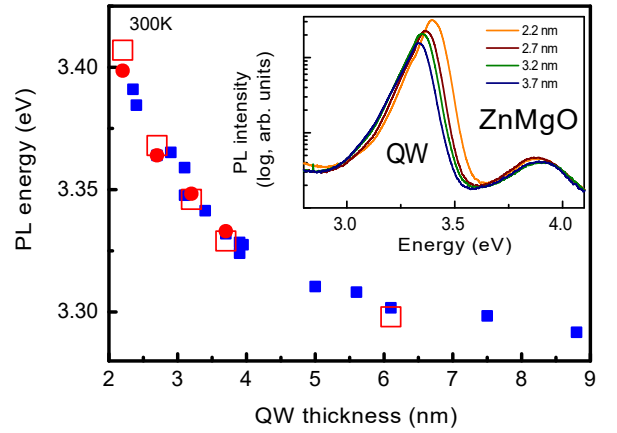 300K
3.40
3.35
3.30
PL energy (eV)
2 3 4 5 6 7 8 9
QW thickness (nm)
PL intensity
(log, arb. units)
2.2 nm
2.7 nm
3.2 nm
3.7 nm
ZnMgO
QW
3.0 3.5 4.0
Energy (eV)